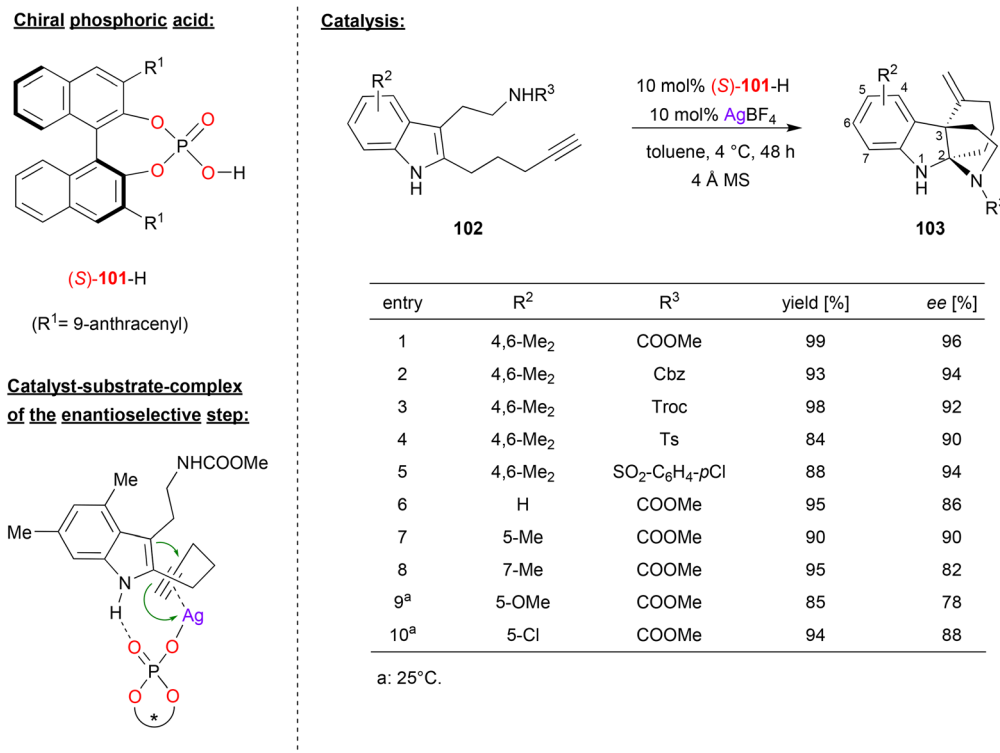 Chiral phosphoric acid:
R1
O
O
P
O
O–H
R1
(S)-101-H
(R1= 9-anthracenyl)
Catalyst-substrate-complex
of the enantioselective step:
NHCOOMe
Me
Me
N
H
Ag
O
O
P
O
O
*
Catalysis:
R2
NHR3
N
H
102
10 mol% (S)-101-H
10 mol% AgBF4
toluene, 4 °C, 48 h
4 Å MS
R2
5
4
6
3
7
1
2
N
H
N
103
entry R2 R3 yield [%] ee [%]
1 4,6-Me2 COOMe 99 96
2 4,6-Me2 Cbz 93 94
3 4,6-Me2 Troc 98 92
4 4,6-Me2 Ts 84 90
5 4,6-Me2 SO2-C6H4-pCl 88 94
6 H COOMe 95 86
7 5-Me COOMe 90 90
8 7-Me COOMe 95 82
9a 5-OMe COOMe 85 78
10a 5-Cl COOMe 94 88
a: 25°C.